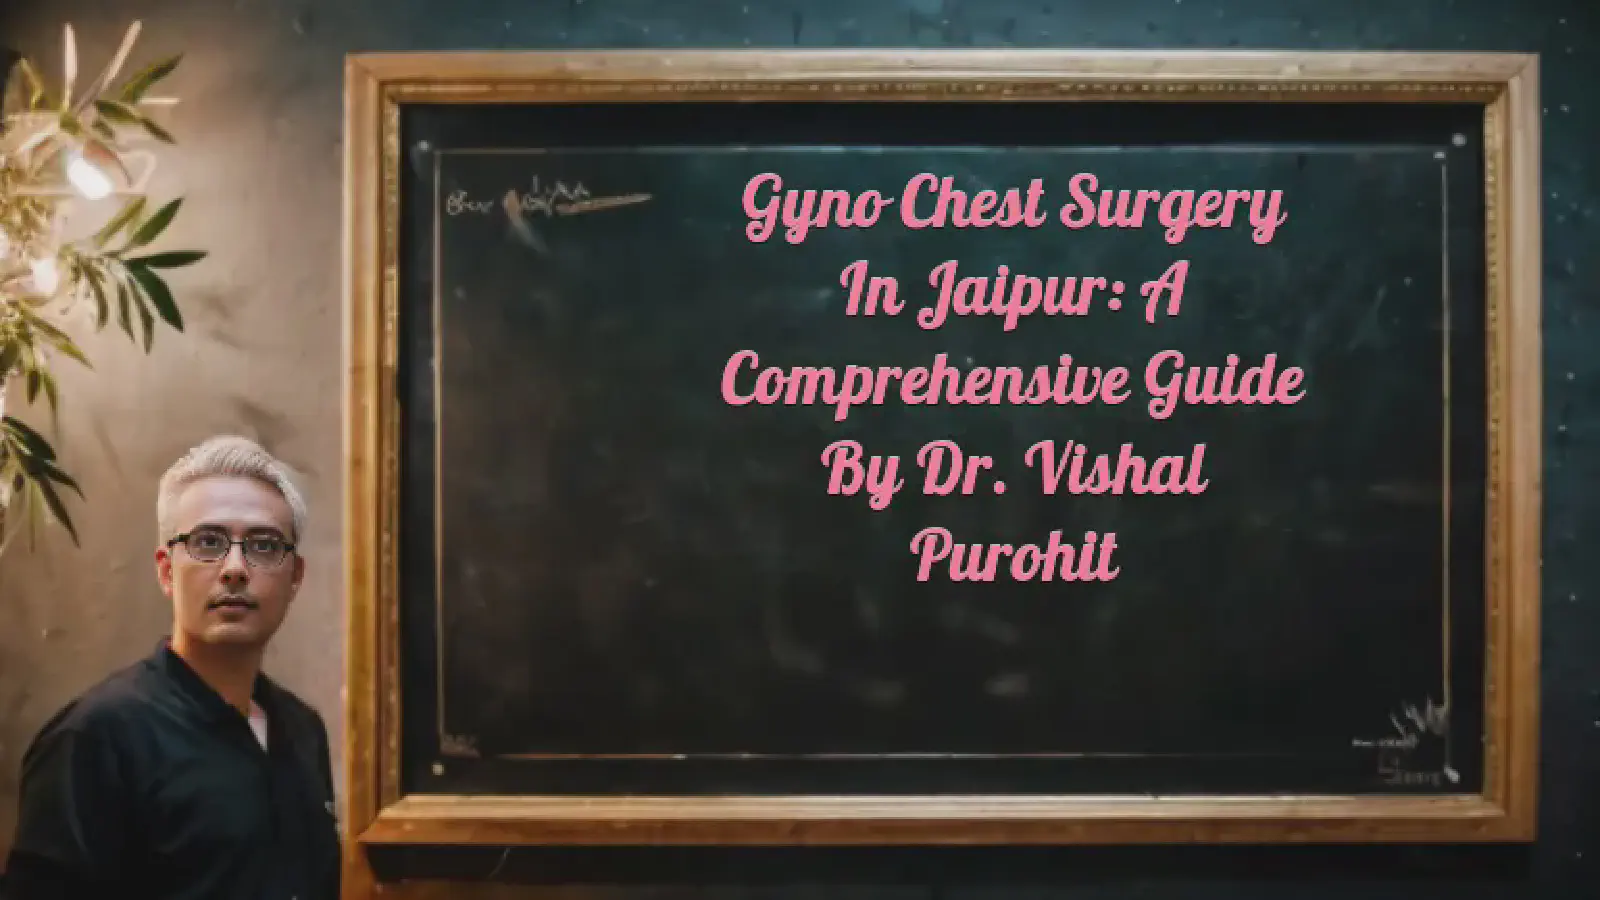 Gyno Chest Surgery
In Jaipur: A
Comprehensive Guide
By Dr. Vishal
Purohit